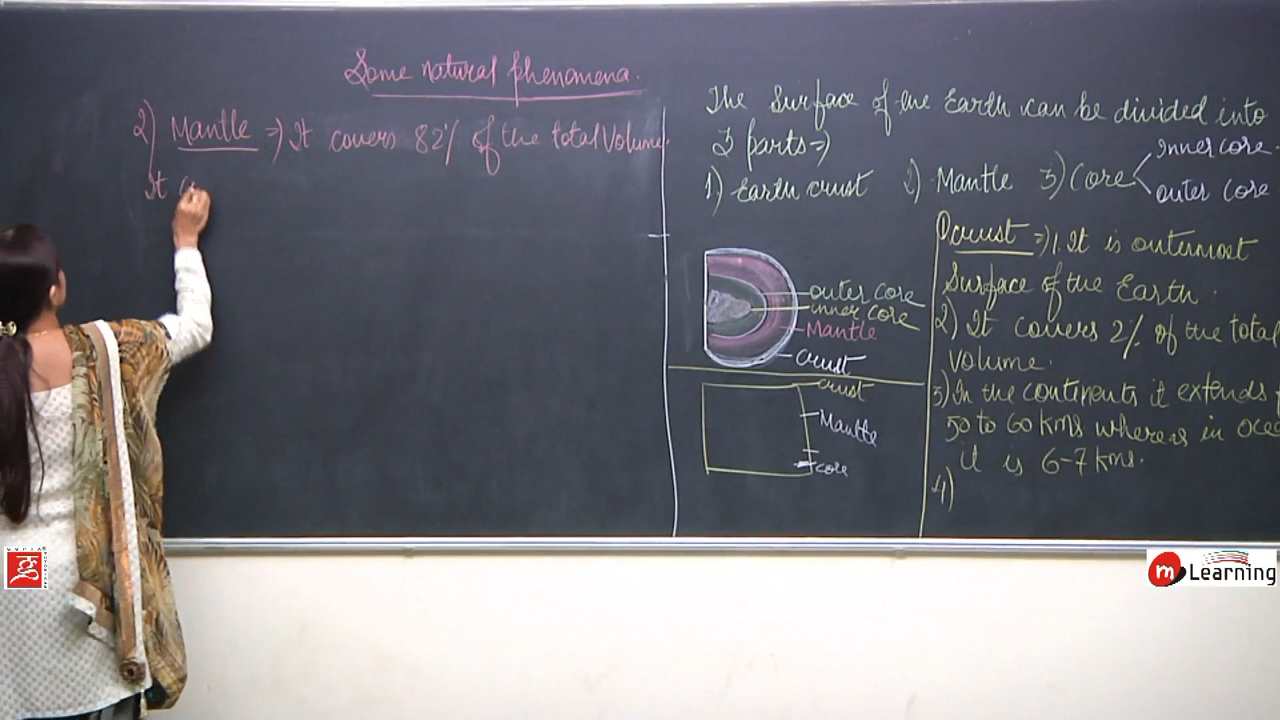 Some natural phenomena.
2) Mantle => It covers 82% of the total Volume.
It
The Surface of the Earth can be divided into
3 parts =>
1) Earth crust 2) Mantle 3) Core
inner core.
outer core
outer core
inner core
Mantle
crust
crust
Mantle
core
1) crust => 1. It is outermost
Surface of the Earth.
2) It covers 2% of the total
Volume.
3) In the continents it extends
50 to 60 kms whereas in
it is 6-7 kms.
4)
GUPTA TUTORIALS
m Learning